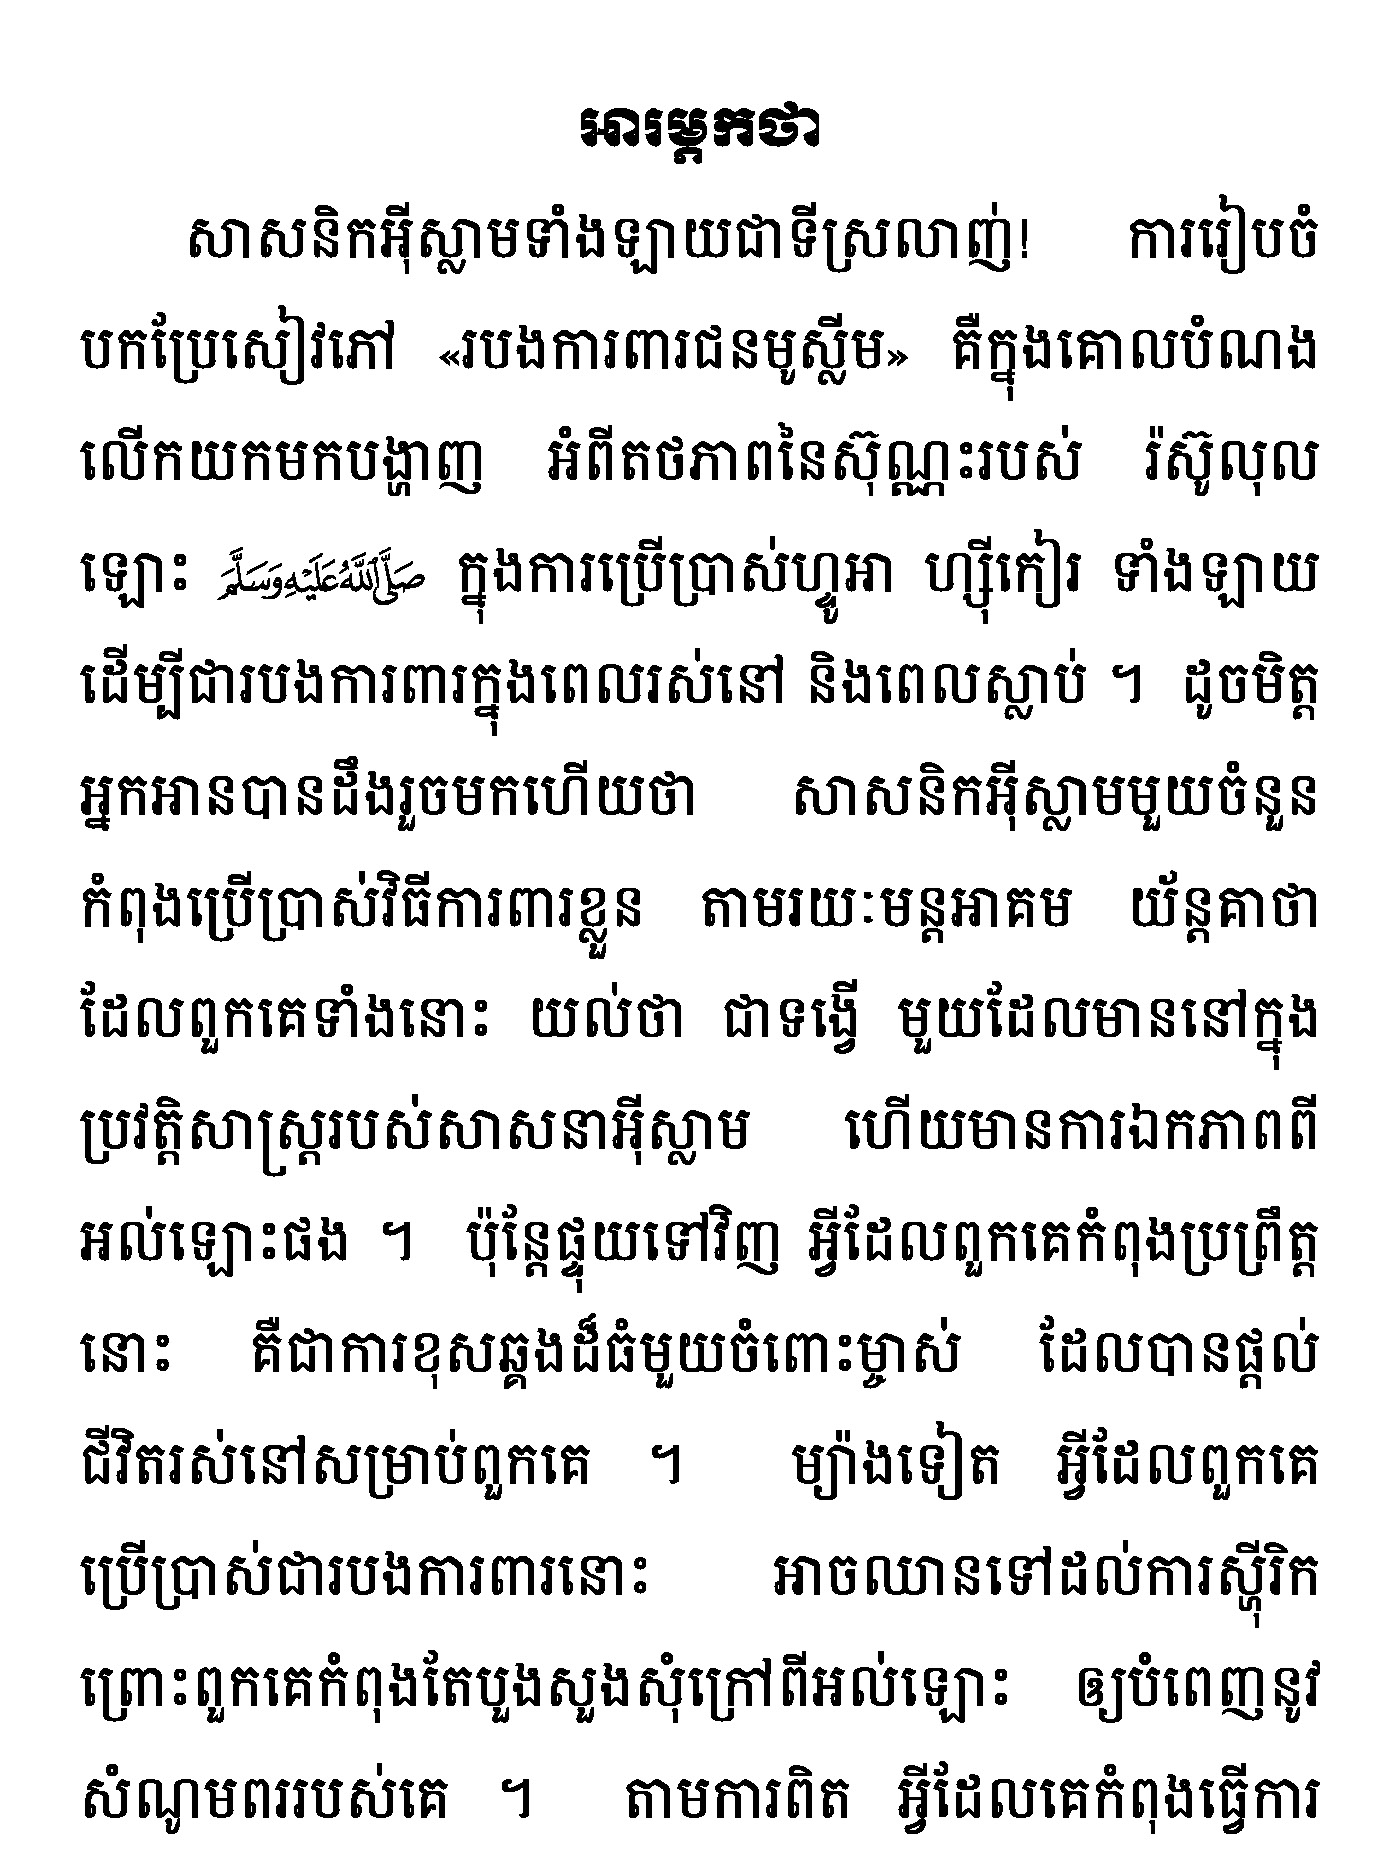 អារម្ភកថា
សាសនិកអ៊ីស្លាមទាំងឡាយជាទីស្រលាញ់! ការរៀបចំ
បកប្រែសៀវភៅ «របងការពារជនមូស្លីម» គឺក្នុងគោលបំណង
លើកយកមកបង្ហាញ អំពីតថភាពនៃស៊ុណ្ណះរបស់ រ៉ស៊ូលុល
ឡោះ ﷺ ក្នុងការប្រើប្រាស់ហ្ទូអា ហ្ស៊ីកៀរ ទាំងឡាយ
ដើម្បីជារបងការពារក្នុងពេលរស់នៅ និងពេលស្លាប់ ។ ដូចមិត្ត
អ្នកអានបានដឹងរួចមកហើយថា សាសនិកអ៊ីស្លាមមួយចំនួន
កំពុងប្រើប្រាស់វិធីការពារខ្លួន តាមរយៈមន្តអាគម យ័ន្តគាថា
ដែលពួកគេទាំងនោះ យល់ថា ជាទង្វើ មួយដែលមាននៅក្នុង
ប្រវត្តិសាស្ត្ររបស់សាសនាអ៊ីស្លាម ហើយមានការឯកភាពពី
អល់ឡោះផង ។ ប៉ុន្តែផ្ទុយទៅវិញ អ្វីដែលពួកគេកំពុងប្រព្រឹត្ត
នោះ គឺជាការខុសឆ្គងដ៏ធំមួយចំពោះម្ចាស់ ដែលបានផ្តល់
ជីវិតរស់នៅសម្រាប់ពួកគេ ។ ម្យ៉ាងទៀត អ្វីដែលពួកគេ
ប្រើប្រាស់ជារបងការពារនោះ អាចឈានទៅដល់ការស្ហ៊ីរិក
ព្រោះពួកគេកំពុងតែបួងសួងសុំក្រៅពីអល់ឡោះ ឲ្យបំពេញនូវ
សំណូមពររបស់គេ ។ តាមការពិត អ្វីដែលគេកំពុងធ្វើការ